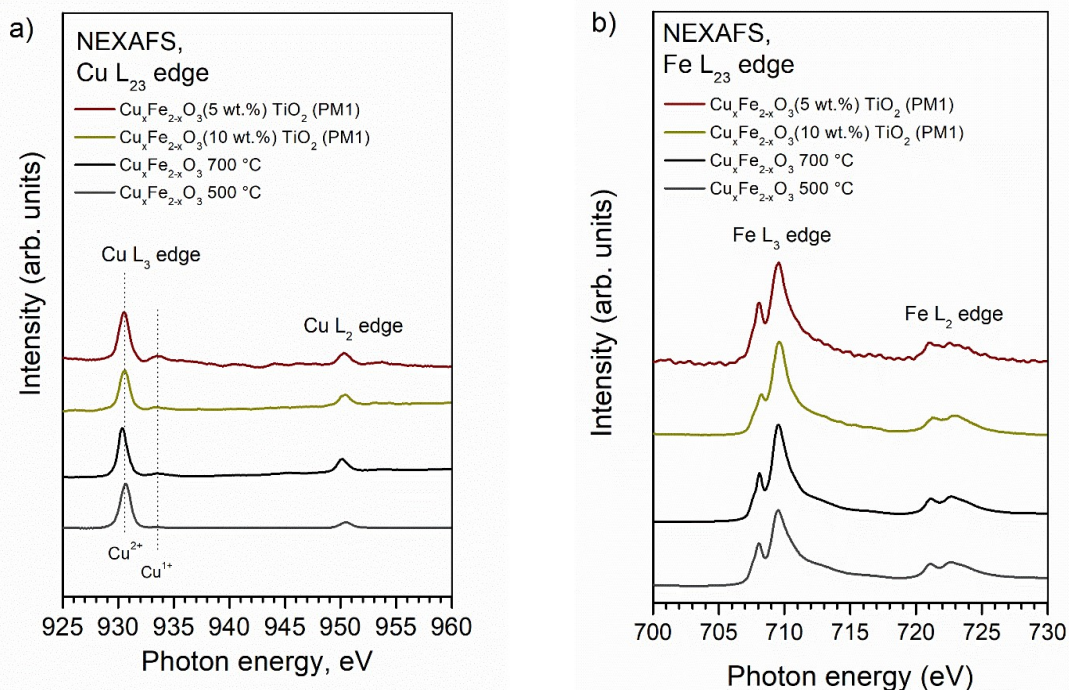 a)
NEXAFS,
Cu L₂₃ edge
CuₓFe₂₋ₓO₃(5 wt.%) TiO₂ (PM1)
CuₓFe₂₋ₓO₃(10 wt.%) TiO₂ (PM1)
CuₓFe₂₋ₓO₃ 700 °C
CuₓFe₂₋ₓO₃ 500 °C
Cu L₃ edge
Cu L₂ edge
Cu²⁺
Cu¹⁺
Intensity (arb. units)
925 930 935 940 945 950 955 960
Photon energy, eV
b)
NEXAFS,
Fe L₂₃ edge
CuₓFe₂₋ₓO₃(5 wt.%) TiO₂ (PM1)
CuₓFe₂₋ₓO₃(10 wt.%) TiO₂ (PM1)
CuₓFe₂₋ₓO₃ 700 °C
CuₓFe₂₋ₓO₃ 500 °C
Fe L₃ edge
Fe L₂ edge
Intensity (arb. units)
700 705 710 715 720 725 730
Photon energy (eV)